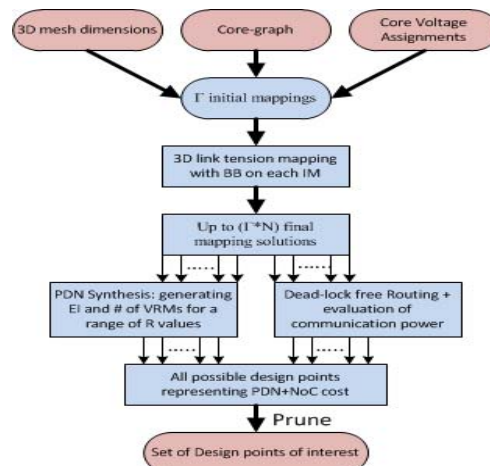 3D mesh dimensions
Core-graph
Core Voltage
Assignments
Γ initial mappings
3D link tension mapping
with BB on each IM
Up to (Γ*N) final
mapping solutions
PDN Synthesis: generating
EI and # of VRMs for a
range of R values
Dead-lock free Routing +
evaluation of
communication power
All possible design points
representing PDN+NoC cost
Prune
Set of Design points of interest